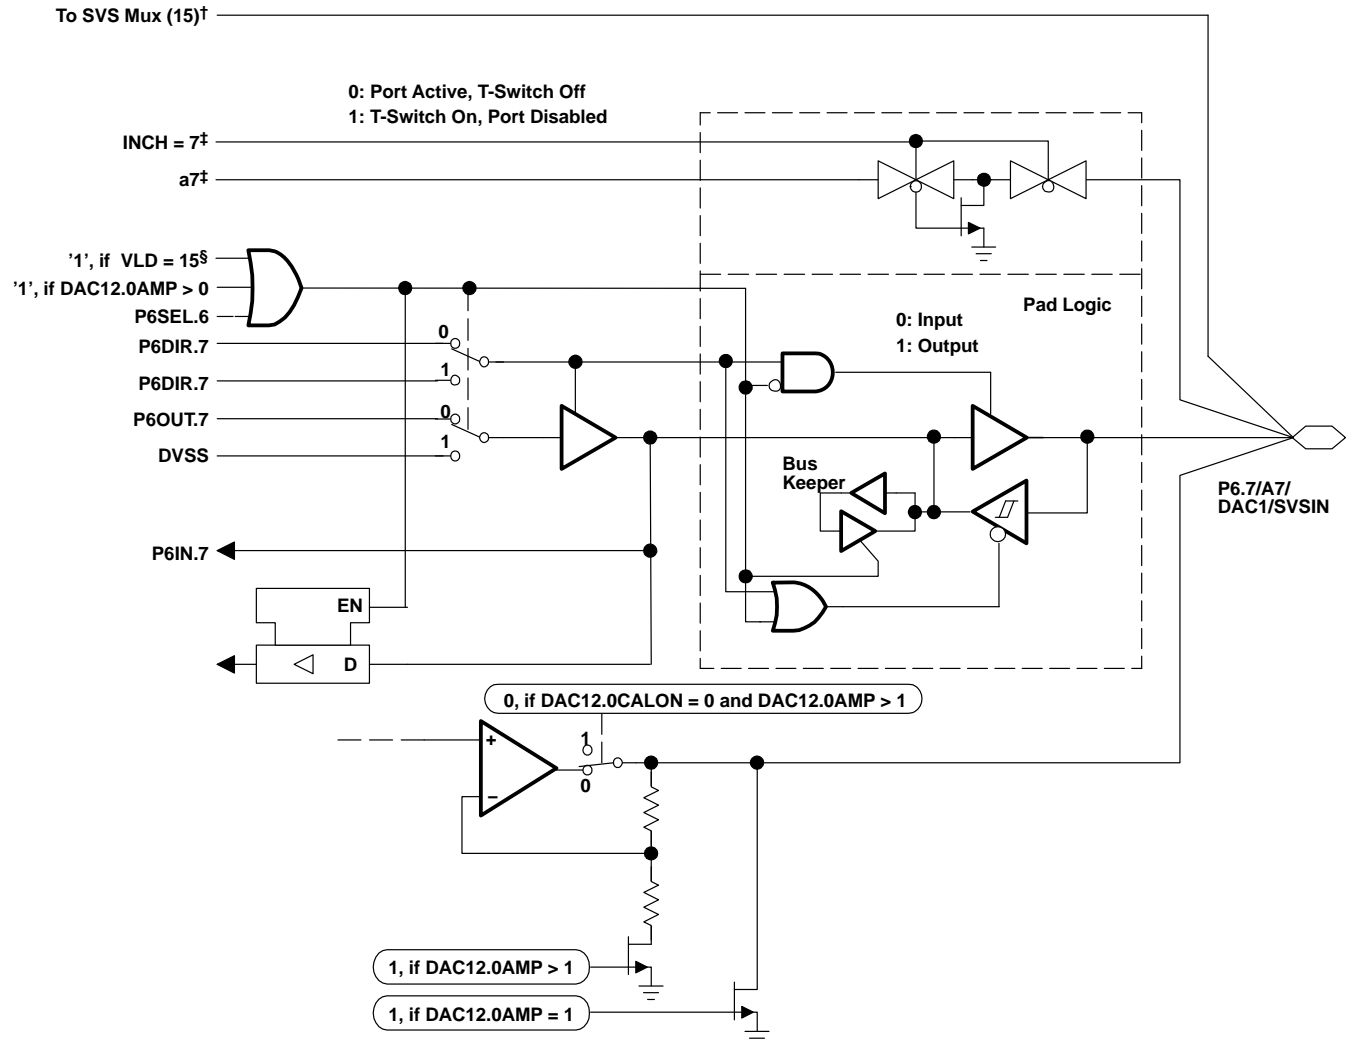 To SVS Mux (15)†
0: Port Active, T-Switch Off
1: T-Switch On, Port Disabled
INCH = 7‡
a7‡
'1', if VLD = 15§
'1', if DAC12.0AMP > 0
P6SEL.6
P6DIR.7
0
P6DIR.7
1
P6OUT.7
0
DVSS
1
Pad Logic
0: Input
1: Output
Bus
Keeper
P6.7/A7/
DAC1/SVSIN
P6IN.7
EN
D
0, if DAC12.0CALON = 0 and DAC12.0AMP > 1
+
1
−
0
1, if DAC12.0AMP > 1
1, if DAC12.0AMP = 1